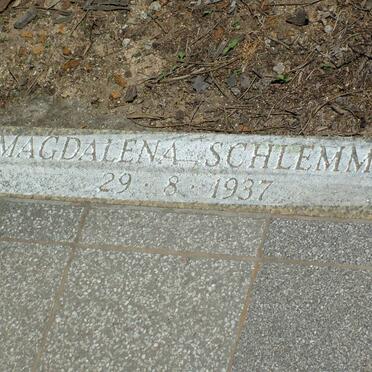 MAGDALENA SCHLEMM
29 · 8 · 1937